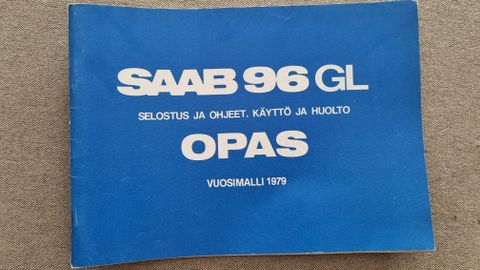 SAAB 96 GL
SELOSTUS JA OHJEET. KÄYTTÖ JA HUOLTO
OPAS
VUOSIMALLI 1979